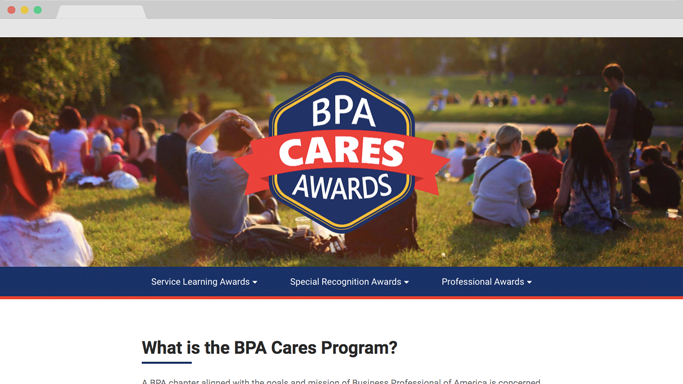 BPA
CARES
AWARDS
Service Learning Awards
Special Recognition Awards
Professional Awards
What is the BPA Cares Program?
A BPA chapter aligned with the goals and mission of Business Professional of America is concerned